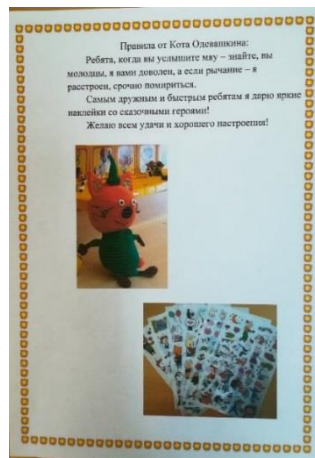 Правила от Кота Одевашкина:
Ребята, когда вы услышите мяу – знайте, вы
молодцы, я вами доволен, а если рычание – я
расстроен, срочно помириться.
Самым дружным и быстрым ребятам я дарю яркие
наклейки со сказочными героями!
Желаю всем удачи и хорошего настроения!